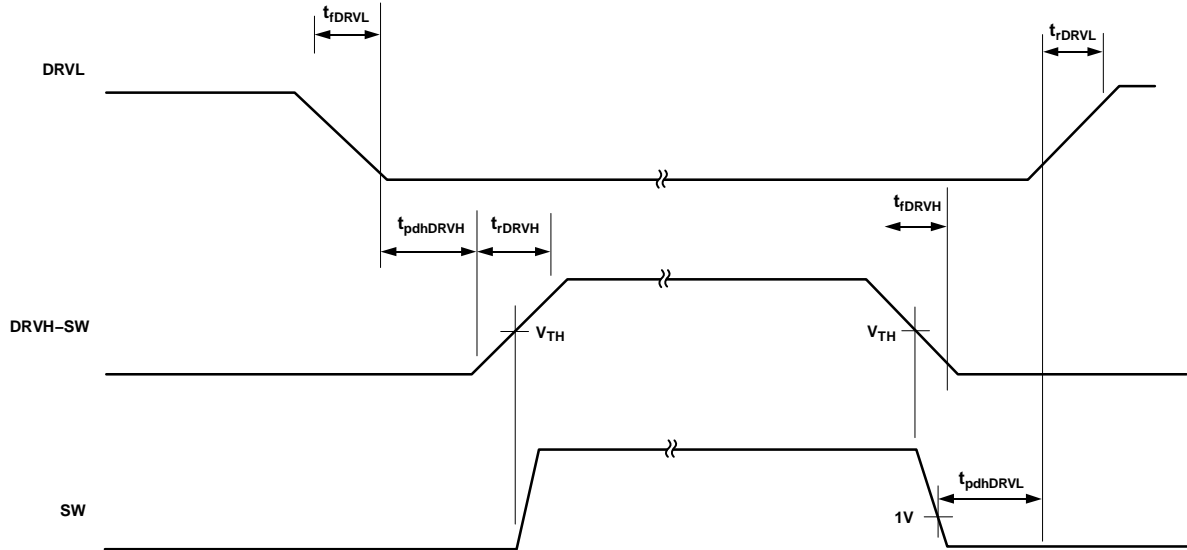 tfDRVL
trDRVL
DRVL
tfDRVH
tpdhDRVH
trDRVH
DRVH–SW
VTH
VTH
tpdhDRVL
SW
1V